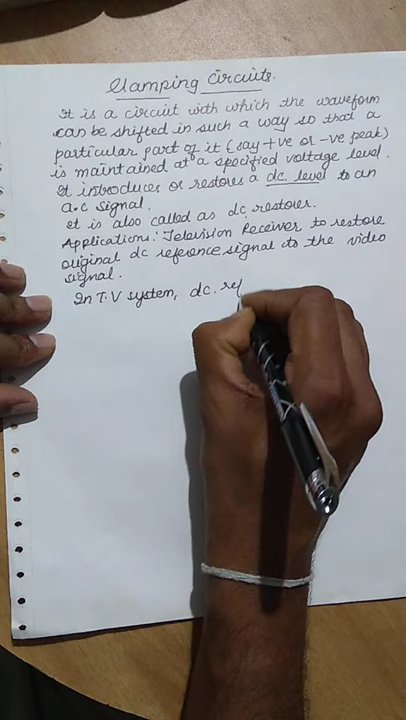 Clamping Circuits.
It is a circuit with which the waveform
can be shifted in such a way so that a
particular part of it (say +ve or -ve peak)
is maintained at a specified voltage level.
It introduces or restores a dc level to an
a.c signal.
It is also called as dc restorer.
Applications: Television Receiver to restore
original dc reference signal to the video
signal.
In T.V system, dc. ref